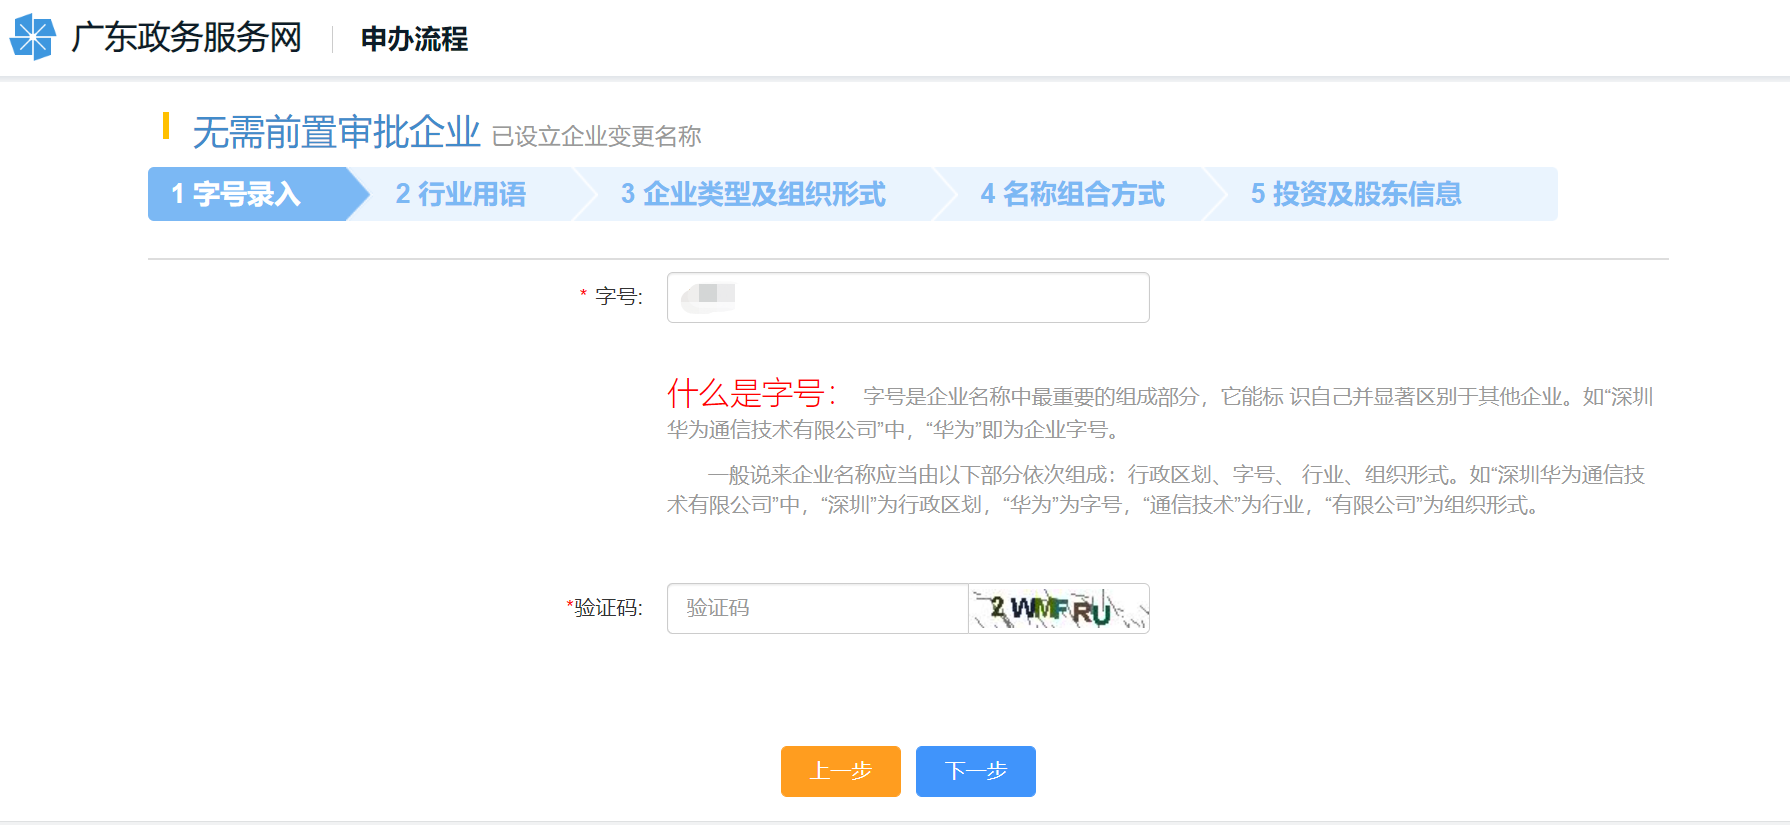 广东政务服务网 申办流程
无需前置审批企业 已设立企业变更名称
1 字号录入 2 行业用语 3 企业类型及组织形式 4 名称组合方式 5 投资及股东信息
* 字号:
什么是字号： 字号是企业名称中最重要的组成部分，它能标 识自己并显著区别于其他企业。如“深圳
华为通信技术有限公司”中，“华为”即为企业字号。
一般说来企业名称应当由以下部分依次组成：行政区划、字号、 行业、组织形式。如“深圳华为通信技
术有限公司”中，“深圳”为行政区划，“华为”为字号，“通信技术”为行业，“有限公司”为组织形式。
*验证码: 验证码 2WMFRU
上一步 下一步